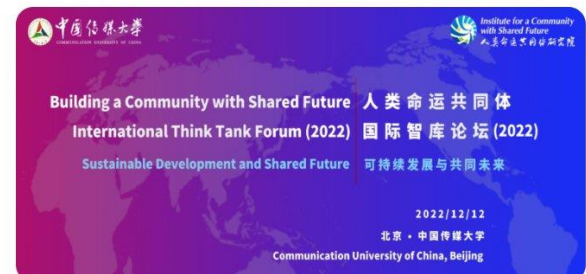 中国传媒大学
COMMUNICATION UNIVERSITY OF CHINA
Institute for a Community
with Shared Future
人类命运共同体研究院
Building a Community with Shared Future 人类命运共同体
International Think Tank Forum (2022) 国际智库论坛(2022)
Sustainable Development and Shared Future 可持续发展与共同未来
2022/12/12
北京·中国传媒大学
Communication University of China, Beijing